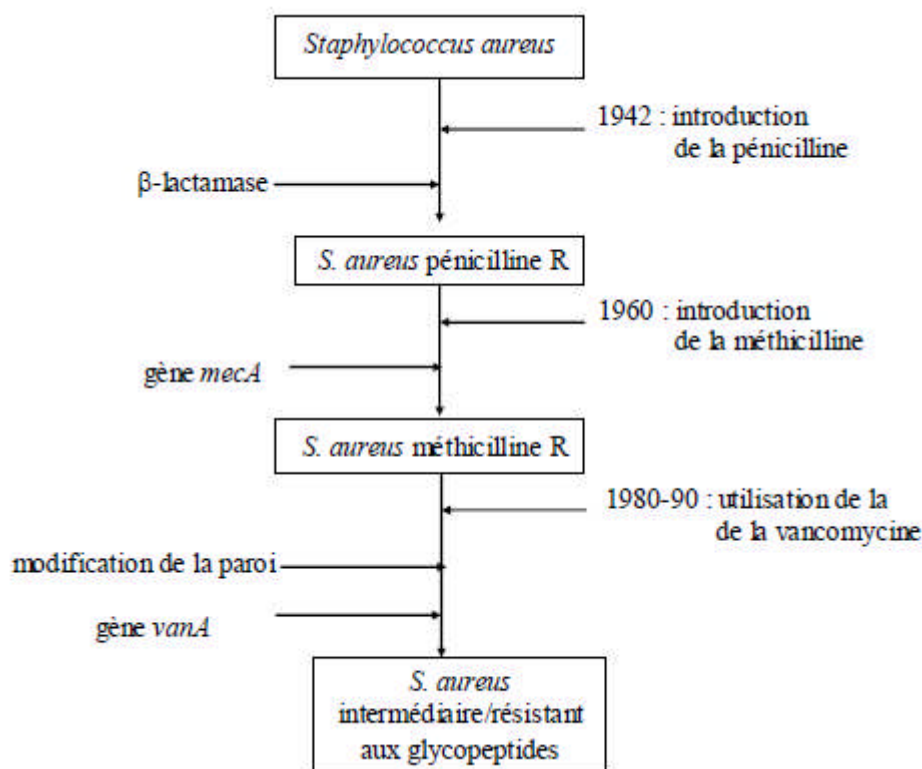 Staphylococcus aureus
1942 : introduction
de la pénicilline
β-lactamase
S. aureus pénicilline R
1960 : introduction
de la méthicilline
gène mecA
S. aureus méthicilline R
1980-90 : utilisation de la
de la vancomycine
modification de la paroi
gène vanA
S. aureus
intermédiaire/résistant
aux glycopeptides